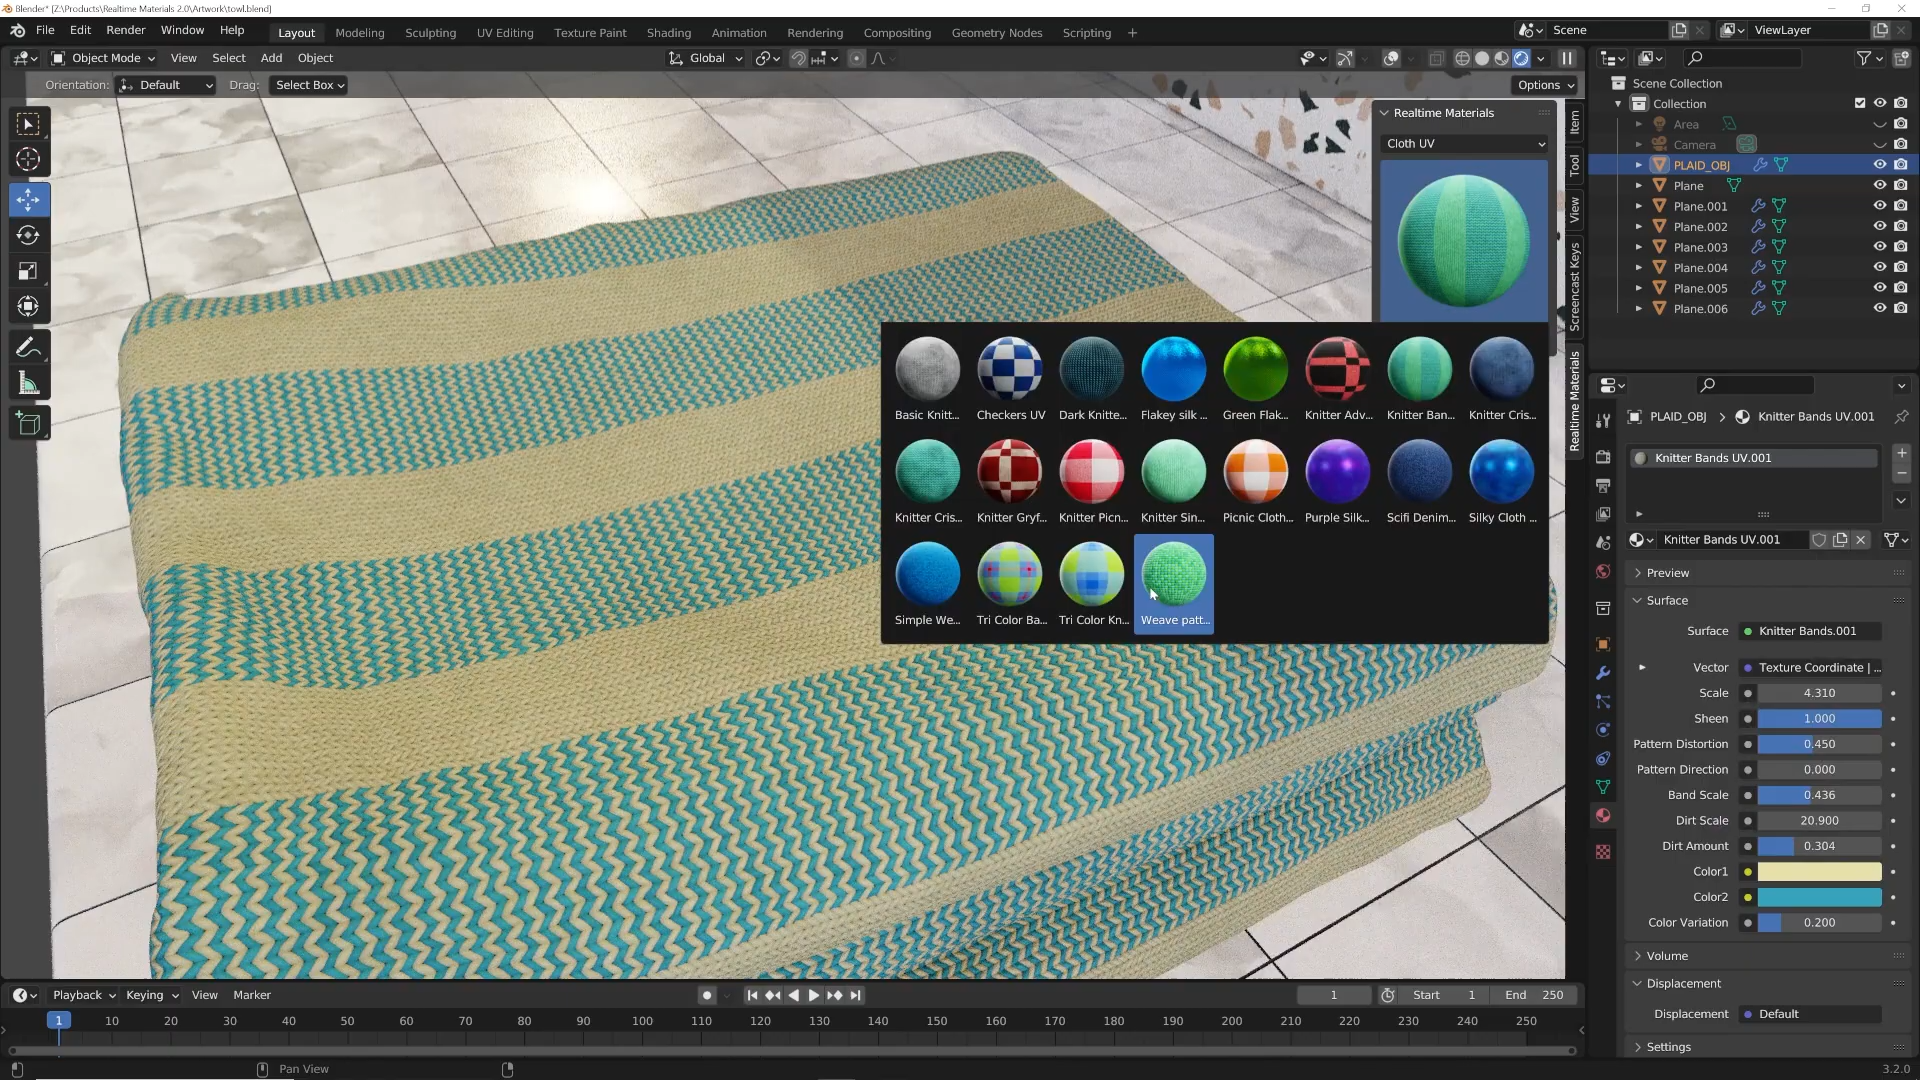 Blender* [Z:\Products\Realtime Materials 2.0\Artwork\towl.blend]
File Edit Render Window Help Layout Modeling Sculpting UV Editing Texture Paint Shading Animation Rendering Compositing Geometry Nodes Scripting + Scene ViewLayer
Object Mode View Select Add Object Global
Orientation: Default Drag: Select Box Options
Realtime Materials
Cloth UV
Item
Tool
View
Screencast Keys
Realtime Materials
Basic Knitt... Checkers UV Dark Knitte... Flakey silk ... Green Flak... Knitter Adv... Knitter Ban... Knitter Cris...
Knitter Cris... Knitter Gryf... Knitter Picn... Knitter Sin... Picnic Cloth... Purple Silk... Scifi Denim... Silky Cloth ...
Simple We... Tri Color Ba... Tri Color Kn... Weave patt...
Scene Collection
Collection
Area
Camera
PLAID_OBJ
Plane
Plane.001
Plane.002
Plane.003
Plane.004
Plane.005
Plane.006
PLAID_OBJ > Knitter Bands UV.001
Knitter Bands UV.001
Knitter Bands UV.001
Preview
Surface
Surface Knitter Bands.001
Vector Texture Coordinate | ...
Scale 4.310
Sheen 1.000
Pattern Distortion 0.450
Pattern Direction 0.000
Band Scale 0.436
Dirt Scale 20.900
Dirt Amount 0.304
Color1
Color2
Color Variation 0.200
Volume
Displacement
Displacement Default
Settings
Playback Keying View Marker 1 Start 1 End 250
1 10 20 30 40 50 60 70 80 90 100 110 120 130 140 150 160 170 180 190 200 210 220 230 240 250
Pan View 3.2.0